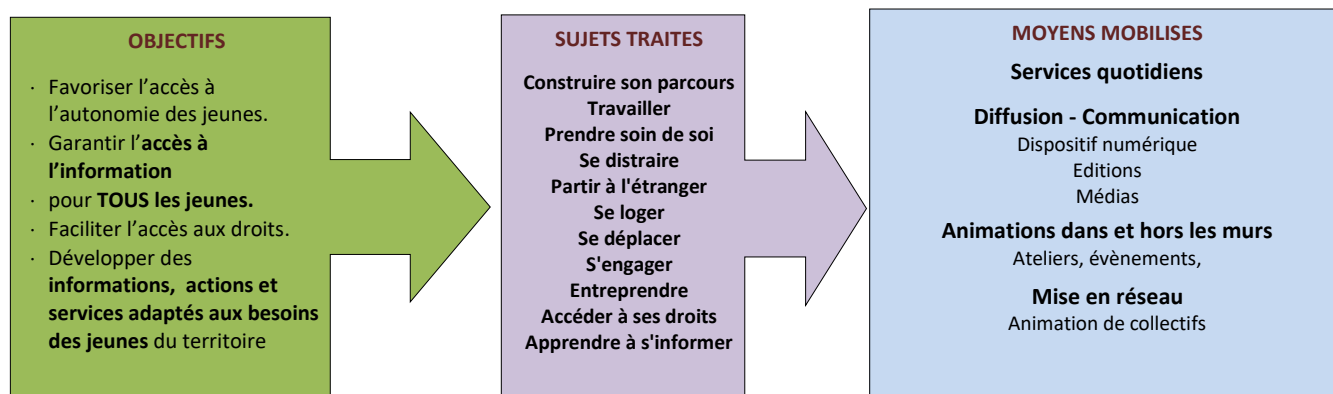 OBJECTIFS
· Favoriser l’accès à
l’autonomie des jeunes.
· Garantir l’accès à
l’information
· pour TOUS les jeunes.
· Faciliter l’accès aux droits.
· Développer des
informations, actions et
services adaptés aux besoins
des jeunes du territoire
SUJETS TRAITES
Construire son parcours
Travailler
Prendre soin de soi
Se distraire
Partir à l'étranger
Se loger
Se déplacer
S'engager
Entreprendre
Accéder à ses droits
Apprendre à s'informer
MOYENS MOBILISES
Services quotidiens
Diffusion - Communication
Dispositif numérique
Editions
Médias
Animations dans et hors les murs
Ateliers, évènements,
Mise en réseau
Animation de collectifs